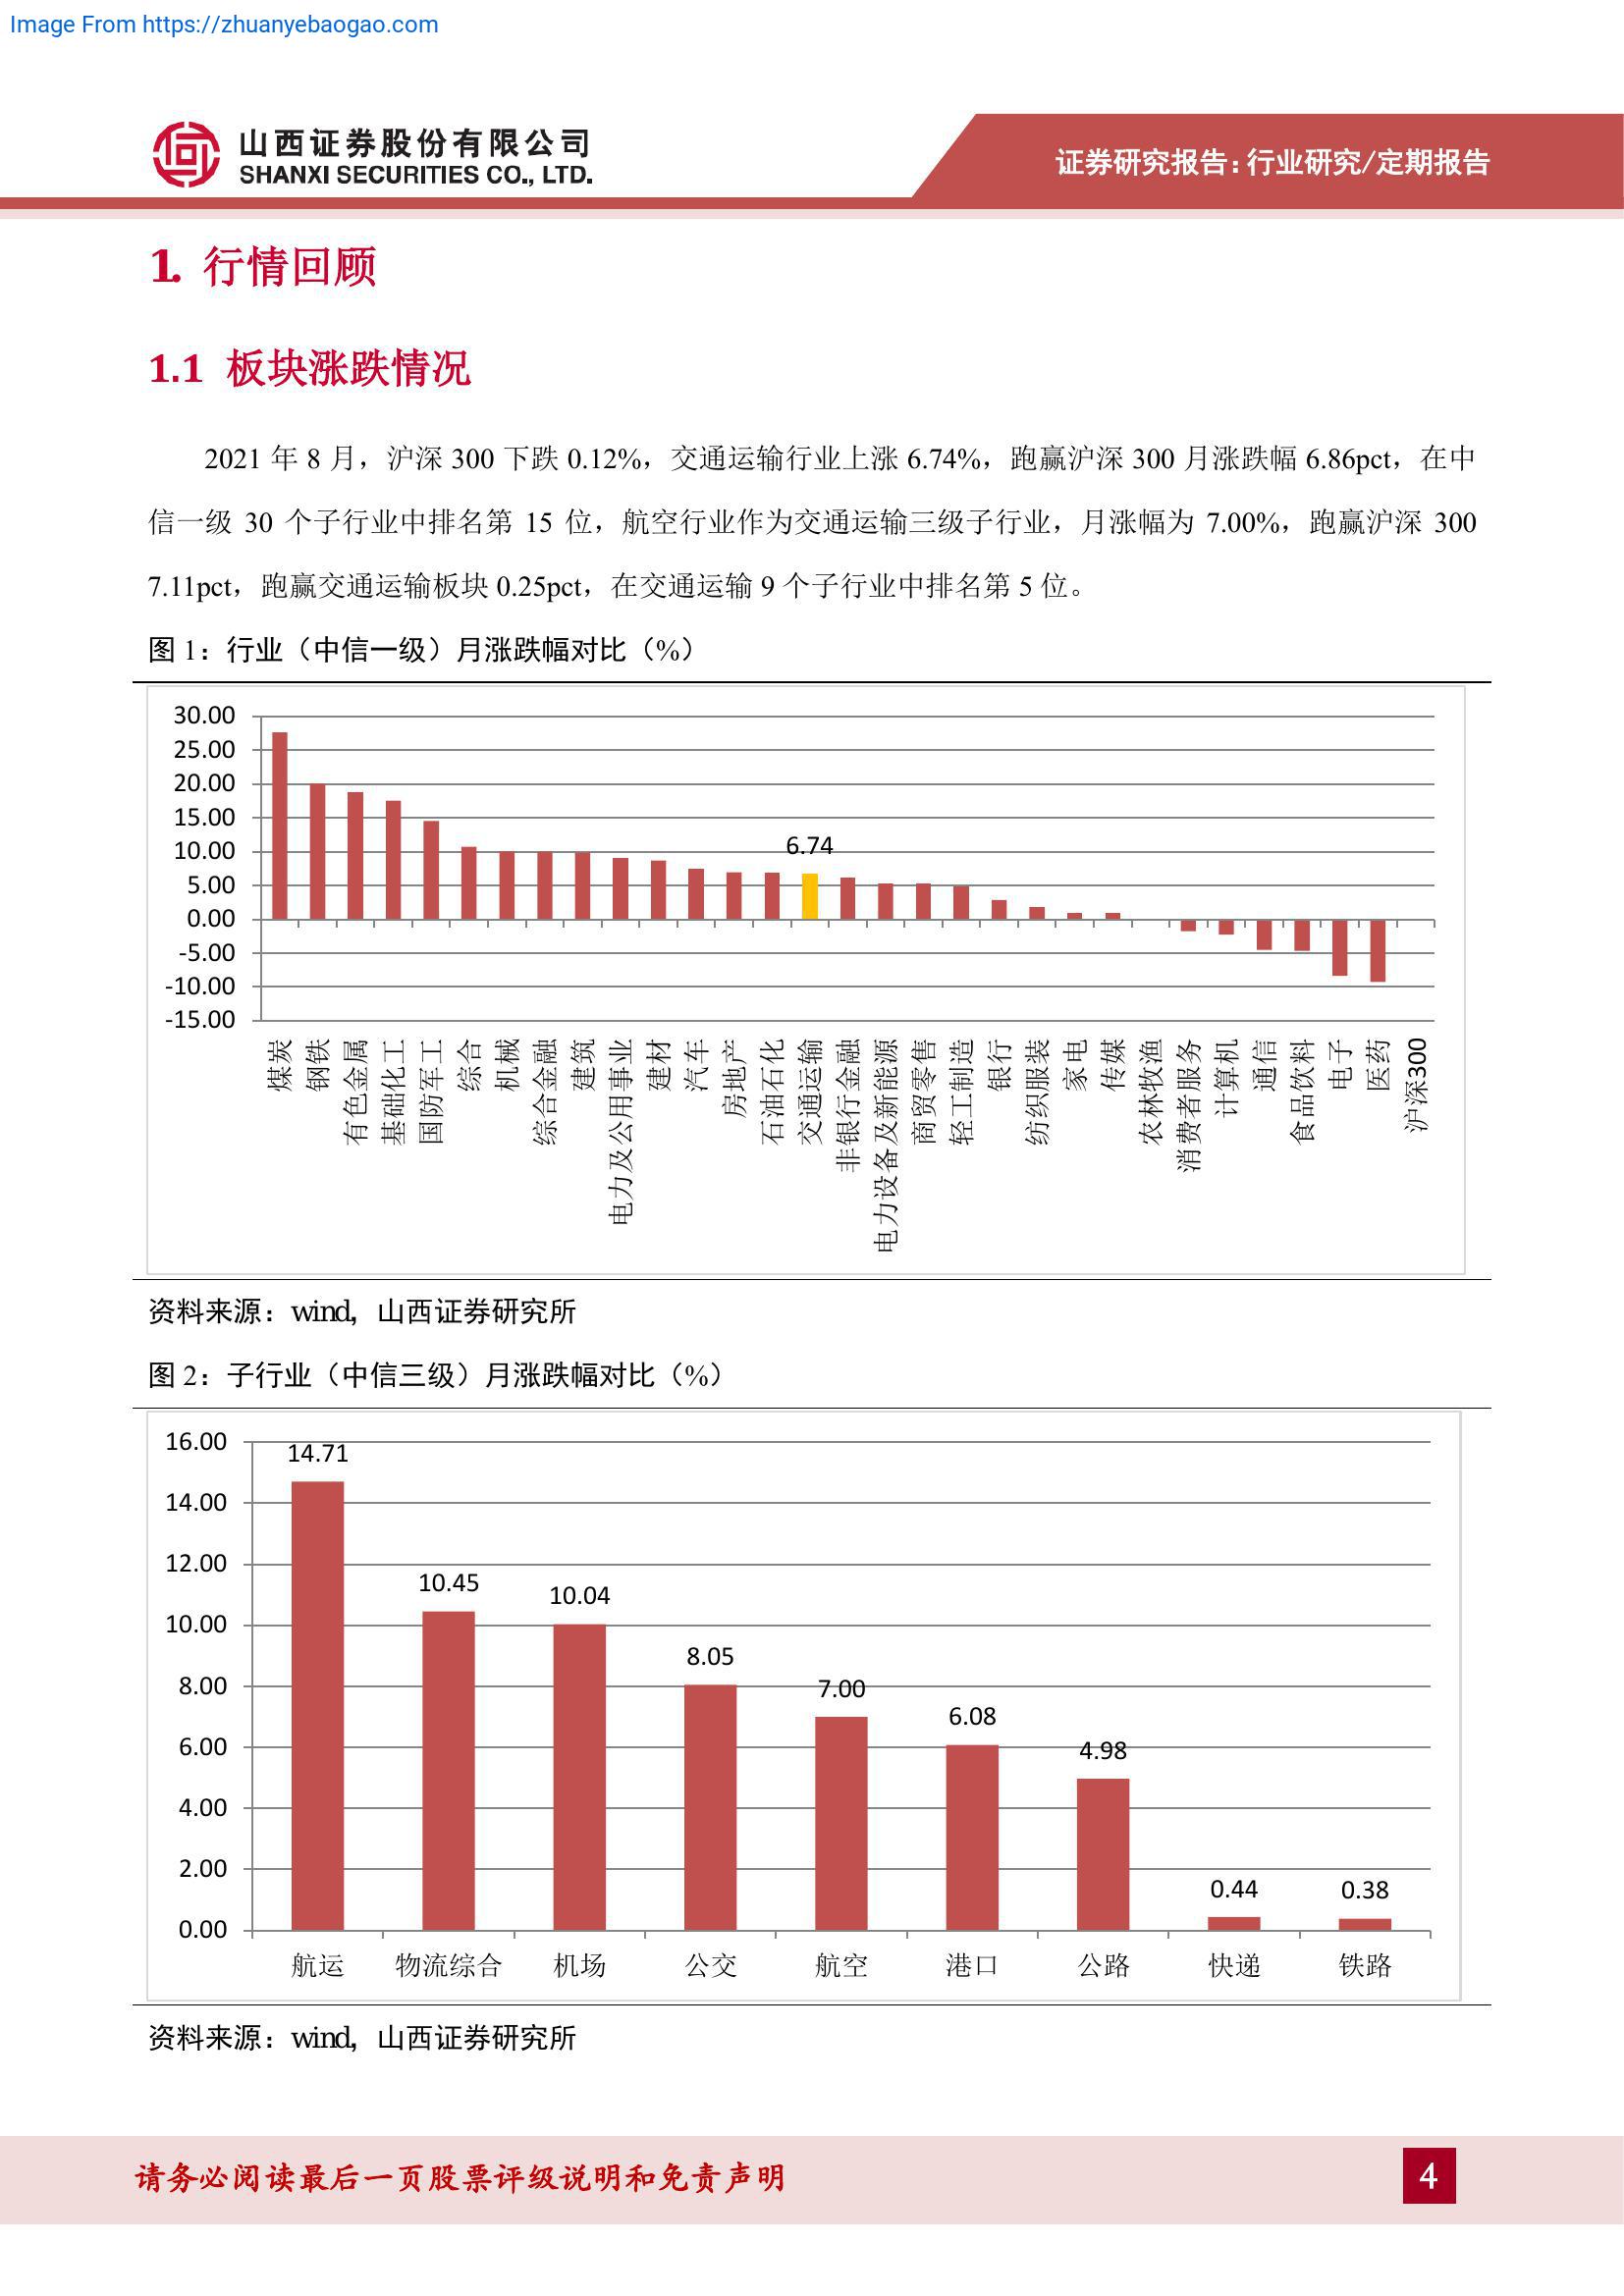 Image From https://zhuanyebaogao.com
山西证券股份有限公司
SHANXI SECURITIES CO., LTD.
证券研究报告:行业研究/定期报告
1. 行情回顾
1.1 板块涨跌情况
2021 年 8 月，沪深 300 下跌 0.12%，交通运输行业上涨 6.74%，跑赢沪深 300 月涨跌幅 6.86pct，在中
信一级 30 个子行业中排名第 15 位，航空行业作为交通运输三级子行业，月涨幅为 7.00%，跑赢沪深 300
7.11pct，跑赢交通运输板块 0.25pct，在交通运输 9 个子行业中排名第 5 位。
图 1：行业（中信一级）月涨跌幅对比（%）
30.00
25.00
20.00
15.00
10.00
5.00
0.00
-5.00
-10.00
-15.00
6.74
煤炭
钢铁
有色金属
基础化工
国防军工
综合
机械
综合金融
建筑
电力及公用事业
建材
汽车
房地产
石油石化
交通运输
非银行金融
电力设备及新能源
商贸零售
轻工制造
银行
纺织服装
家电
传媒
农林牧渔
消费者服务
计算机
通信
食品饮料
电子
医药
沪深300
资料来源：wind，山西证券研究所
图 2：子行业（中信三级）月涨跌幅对比（%）
16.00
14.00
12.00
10.00
8.00
6.00
4.00
2.00
0.00
14.71
10.45
10.04
8.05
7.00
6.08
4.98
0.44
0.38
航运
物流综合
机场
公交
航空
港口
公路
快递
铁路
资料来源：wind，山西证券研究所
请务必阅读最后一页股票评级说明和免责声明
4